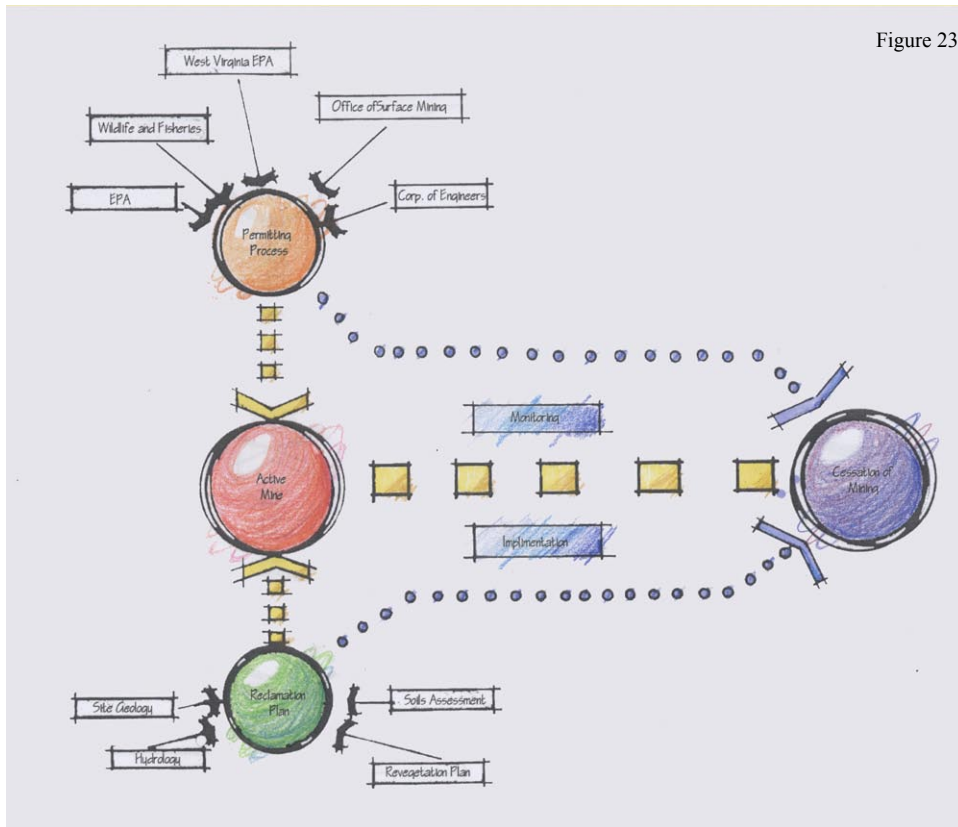 Figure 23
West Virginia EPA
Office of Surface Mining
Wildlife and Fisheries
EPA
Corp. of Engineers
Permitting
Process
Monitoring
Active
Mine
Cessation of
Mining
Implimentation
Reclamation
Plan
Site Geology
Soils Assessment
Hydrology
Revegetation Plan